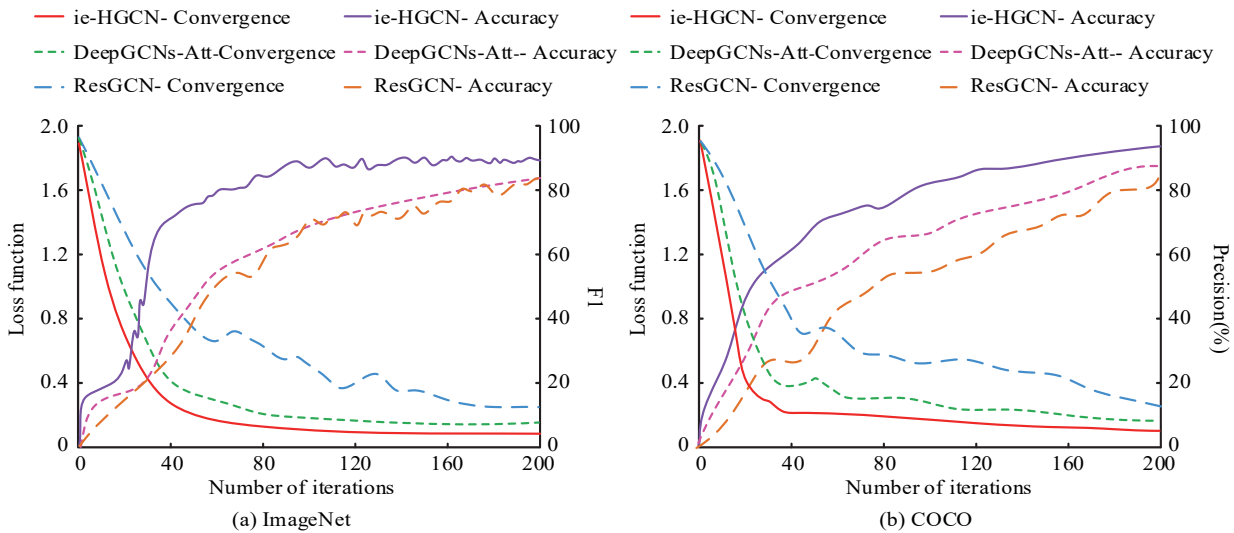 ie-HGCN- Convergence ie-HGCN- Accuracy
DeepGCNs-Att-Convergence DeepGCNs-Att-- Accuracy
ResGCN- Convergence ResGCN- Accuracy
2.0 100
1.6 80
1.2 60
0.8 40
0.4 20
0 0
Loss function
F1
0 40 80 120 160 200
Number of iterations
(a) ImageNet
ie-HGCN- Convergence ie-HGCN- Accuracy
DeepGCNs-Att-Convergence DeepGCNs-Att-- Accuracy
ResGCN- Convergence ResGCN- Accuracy
2.0 100
1.6 80
1.2 60
0.8 40
0.4 20
0 0
Loss function
Precision(%)
0 40 80 120 160 200
Number of iterations
(b) COCO